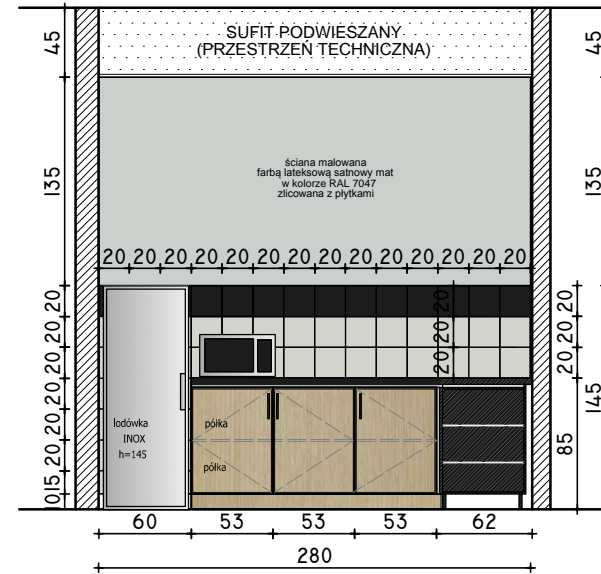 SUFIT PODWIESZANY
(PRZESTRZEŃ TECHNICZNA)
45
45
135
135
ściana malowana
farbą lateksową satnowy mat
w kolorze RAL 7047
zlicowana z płytkami
20 20 20 20 20 20 20 20 20 20 20 20 20 20
20
20
20
20
20
20
15
10
20
20
20
20
145
85
lodówka
INOX
h=145
półka
półka
60 53 53 53 62
280